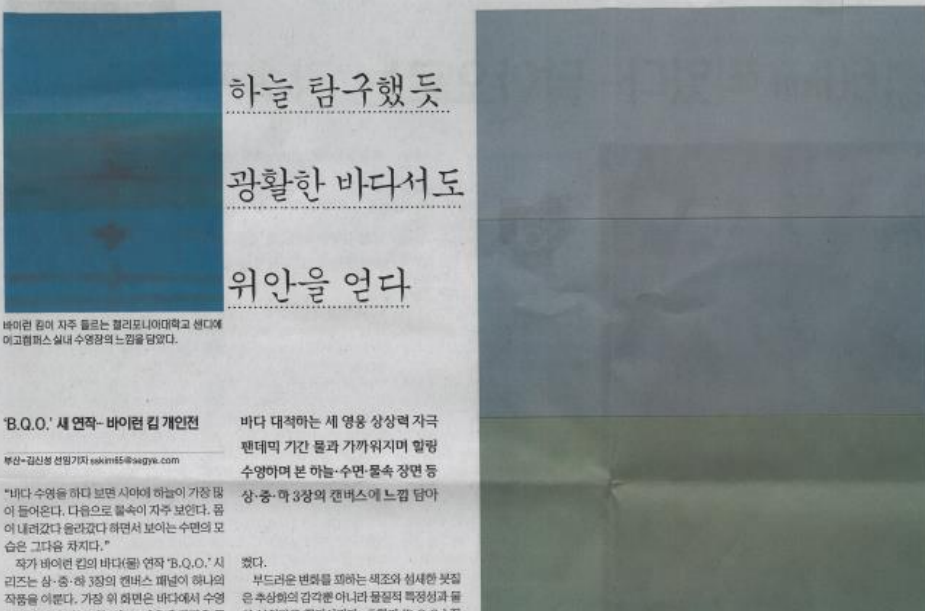 하늘 탐구했듯
광활한 바다서도
위안을 얻다
바이런 킴이 자주 들르는 캘리포니아대학교 샌디에
이고캠퍼스 실내 수영장의 느낌을 담았다.
'B.Q.O.' 새 연작- 바이런 킴 개인전
부산=김신성 선임기자 sskim65@segye.com
"바다 수영을 하다 보면 시야에 하늘이 가장 많
이 들어온다. 다음으로 물속이 자주 보인다. 몸
이 내려갔다 올라갔다 하면서 보이는 수면의 모
습은 그다음 차지다."
작가 바이런 킴의 바다(물) 연작 'B.Q.O.' 시
리즈는 상·중·하 3장의 캔버스 패널이 하나의
작품을 이룬다. 가장 위 화면은 바다에서 수영
바다 대적하는 세 영웅 상상력 자극
팬데믹 기간 물과 가까워지며 힐링
수영하며 본 하늘·수면·물속 장면 등
상·중·하 3장의 캔버스에 느낌 담아
켰다.
부드러운 변화를 꾀하는 색조와 섬세한 붓질
은 추상화의 감각뿐 아니라 물질적 특정성과 물